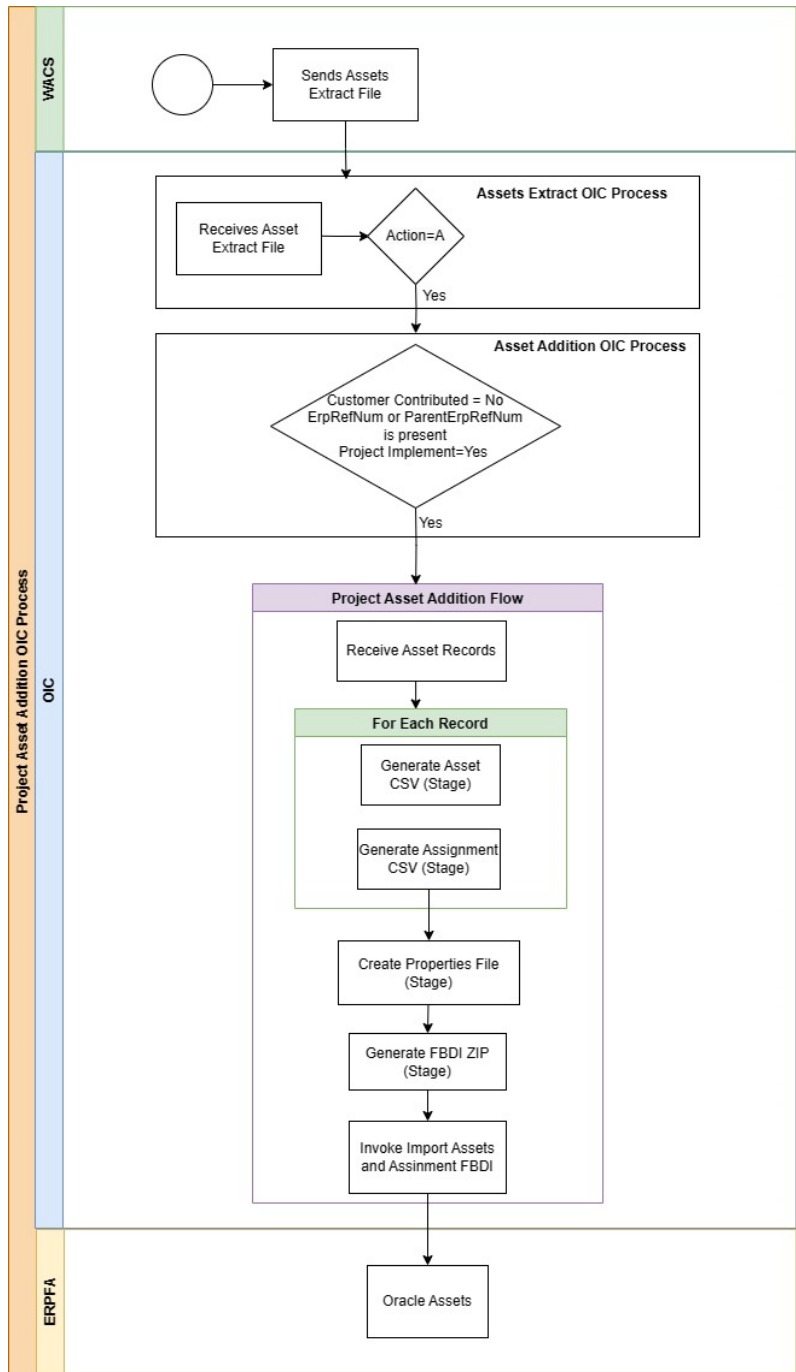 Project Asset Addition OIC Process
WACS
Sends Assets
Extract File
OIC
Assets Extract OIC Process
Receives Asset
Extract File
Action=A
Yes
Asset Addition OIC Process
Customer Contributed = No
ErpRefNum or ParentErpRefNum
is present
Project Implement=Yes
Yes
Project Asset Addition Flow
Receive Asset Records
For Each Record
Generate Asset
CSV (Stage)
Generate Assignment
CSV (Stage)
Create Properties File
(Stage)
Generate FBDI ZIP
(Stage)
Invoke Import Assets
and Assinment FBDI
ERPFA
Oracle Assets